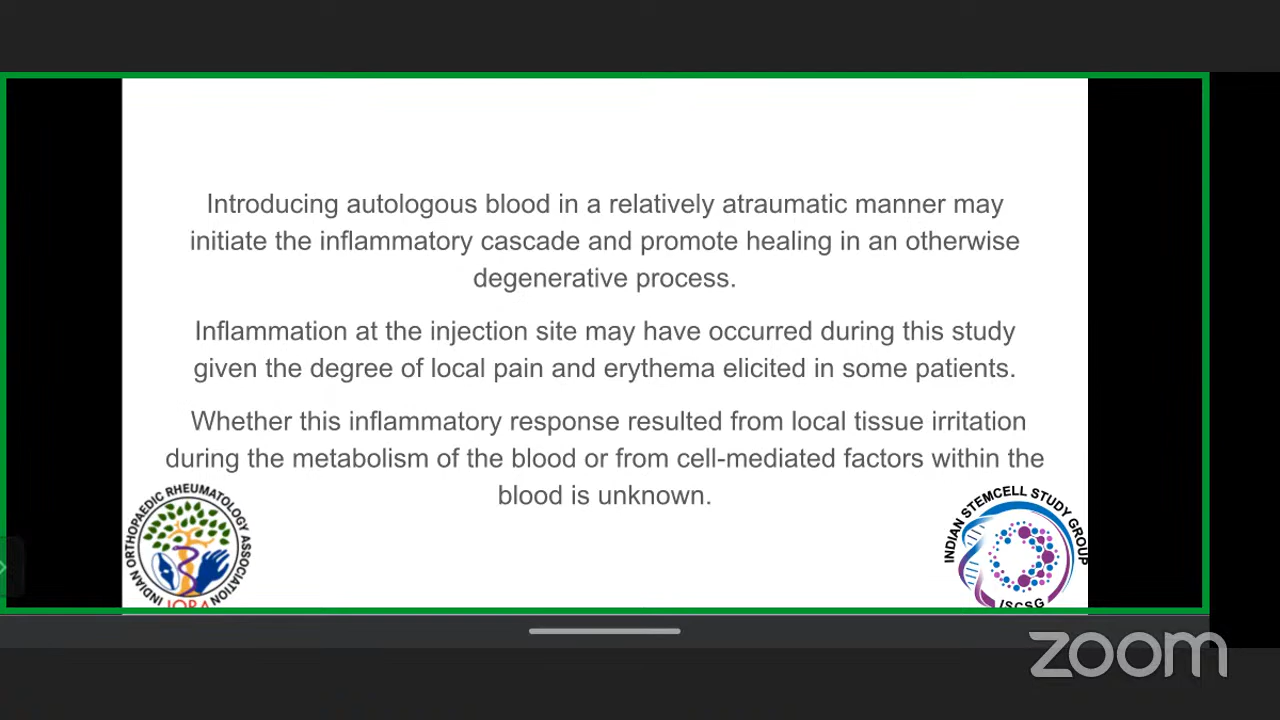 Introducing autologous blood in a relatively atraumatic manner may
initiate the inflammatory cascade and promote healing in an otherwise
degenerative process.
Inflammation at the injection site may have occurred during this study
given the degree of local pain and erythema elicited in some patients.
Whether this inflammatory response resulted from local tissue irritation
during the metabolism of the blood or from cell-mediated factors within the
blood is unknown.
INDIAN ORTHOPAEDIC RHEUMATOLOGY ASSOCIATION
IORA
INDIAN STEMCELL STUDY GROUP
ISCSG
zoom